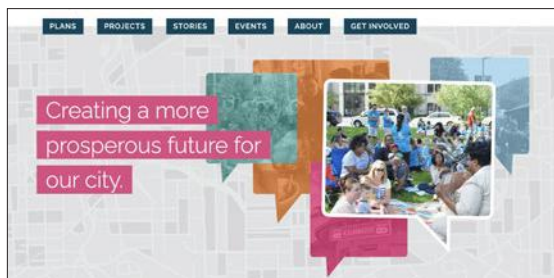 PLANS PROJECTS STORIES EVENTS ABOUT GET INVOLVED
Creating a more
prosperous future for
our city.